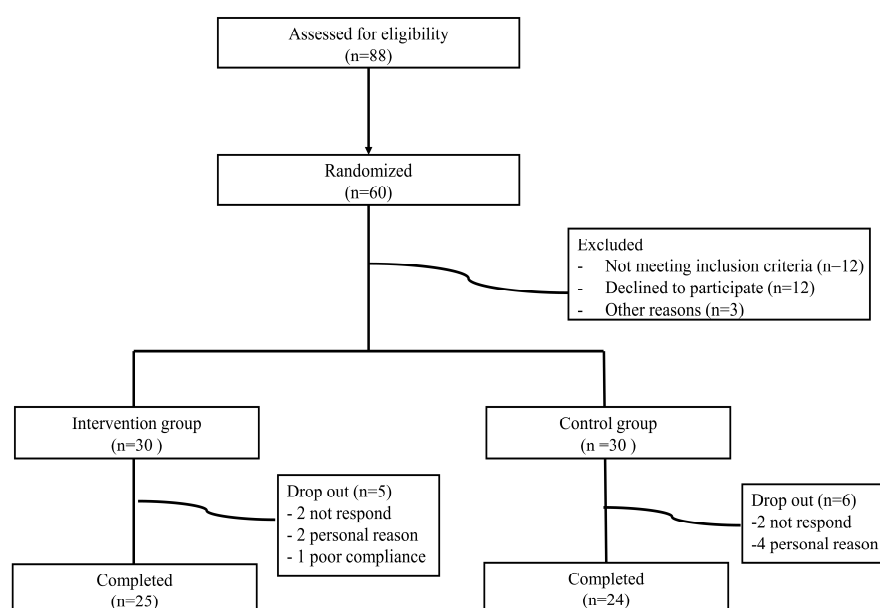 Assessed for eligibility
(n=88)
Randomized
(n=60)
Excluded
- Not meeting inclusion criteria (n=12)
- Declined to participate (n=12)
- Other reasons (n=3)
Intervention group
(n=30 )
Control group
(n =30 )
Drop out (n=5)
- 2 not respond
- 2 personal reason
- 1 poor compliance
Drop out (n=6)
-2 not respond
-4 personal reason
Completed
(n=25)
Completed
(n=24)